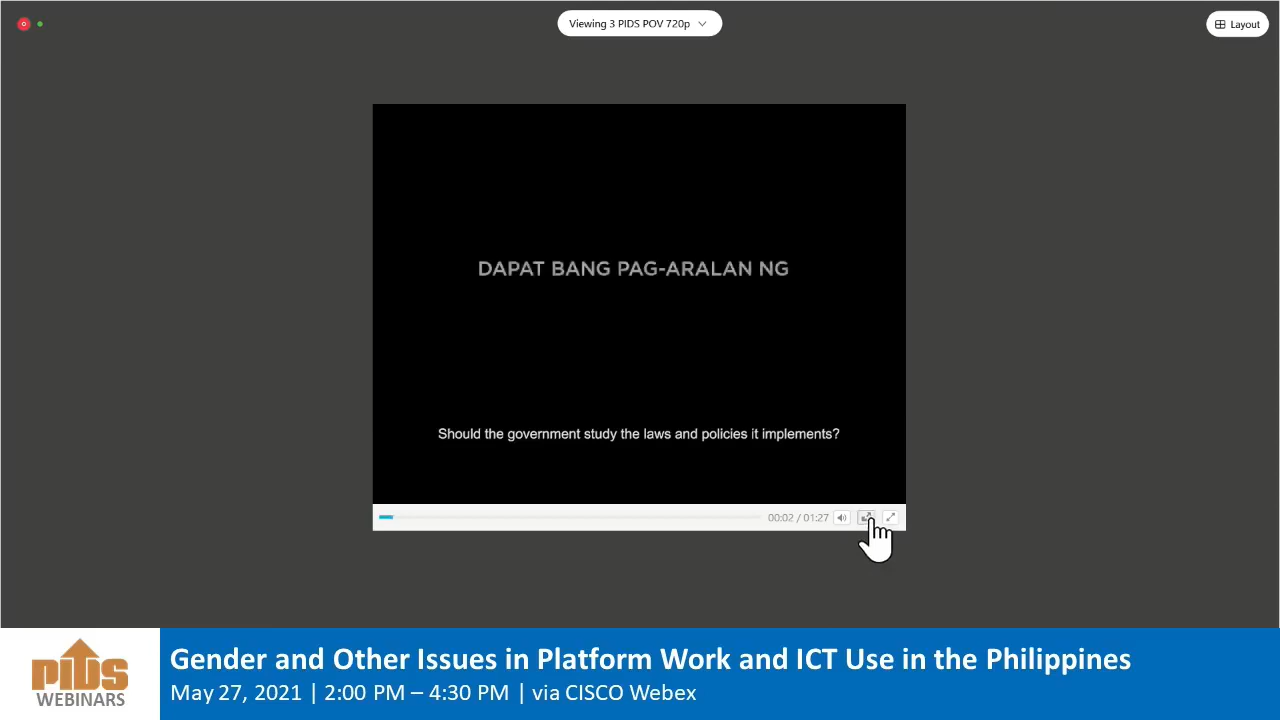 Viewing 3 PIDS POV 720p
Layout
DAPAT BANG PAG-ARALAN NG
Should the government study the laws and policies it implements?
00:02 / 01:27
PIDS
WEBINARS
Gender and Other Issues in Platform Work and ICT Use in the Philippines
May 27, 2021 | 2:00 PM – 4:30 PM | via CISCO Webex